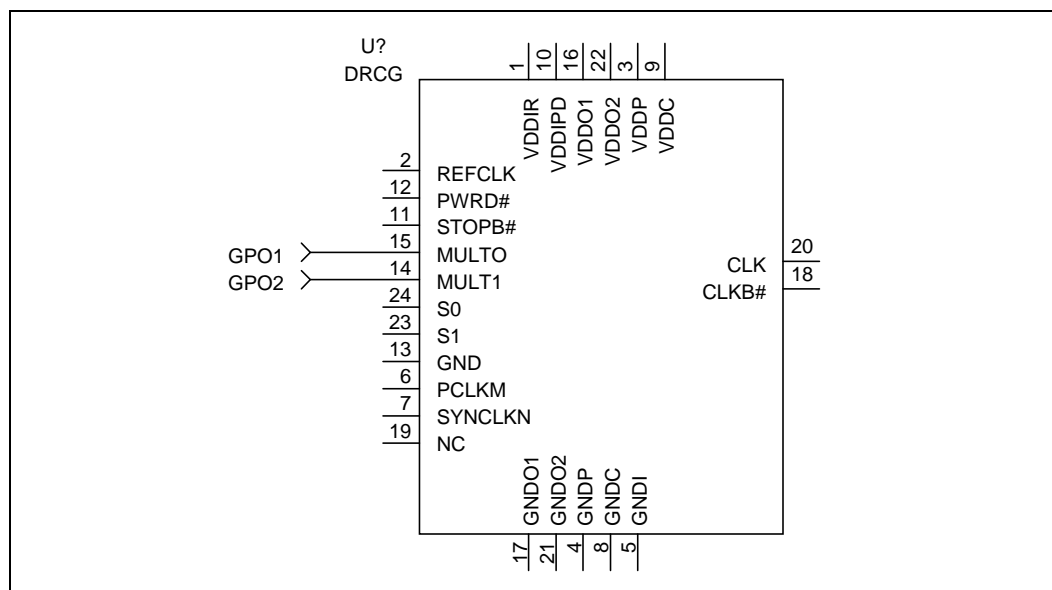 U?
DRCG
1 10 16 22 3 9
VDDIR VDDIPD VDDO1 VDDO2 VDDP VDDC
2 REFCLK
12 PWRD#
11 STOPB#
GPO1 15 MULTO
GPO2 14 MULT1
24 S0
23 S1
13 GND
6 PCLKM
7 SYNCLKN
19 NC
CLK 20
CLKB# 18
GNDO1 GNDO2 GNDP GNDC GNDI
17 21 4 8 5